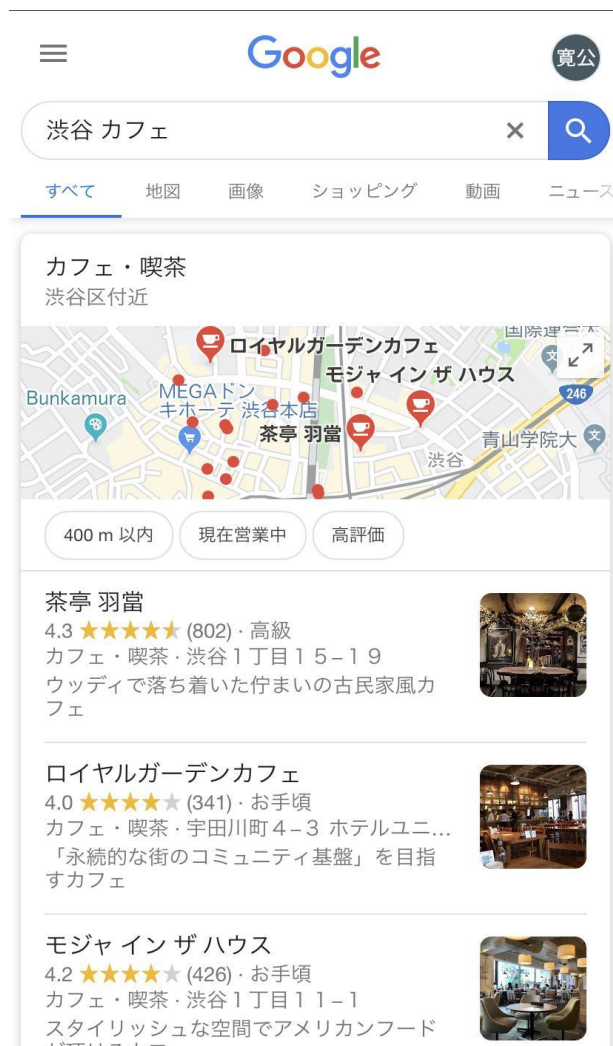 Google
寛公
渋谷 カフェ
すべて 地図 画像 ショッピング 動画 ニュース
カフェ・喫茶
渋谷区付近
ロイヤルガーデンカフェ
モジャ イン ザ ハウス
246
Bunkamura
MEGAドン
キホーテ 渋谷本店
茶亭 羽當
青山学院大
文
渋谷
400 m 以内 現在営業中 高評価
茶亭 羽當
4.3 ★★★★★ (802) · 高級
カフェ・喫茶 · 渋谷1丁目15−19
ウッディで落ち着いた佇まいの古民家風カ
フェ
ロイヤルガーデンカフェ
4.0 ★★★★★ (341) · お手頃
カフェ・喫茶 · 宇田川町4−3 ホテルユニ...
「永続的な街のコミュニティ基盤」を目指
すカフェ
モジャ イン ザ ハウス
4.2 ★★★★★ (426) · お手頃
カフェ・喫茶 · 渋谷1丁目11−1
スタイリッシュな空間でアメリカンフード